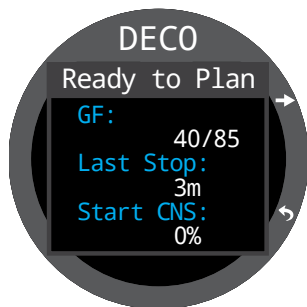 DECO
Ready to Plan
GF:
40/85
Last Stop:
3m
Start CNS:
0%